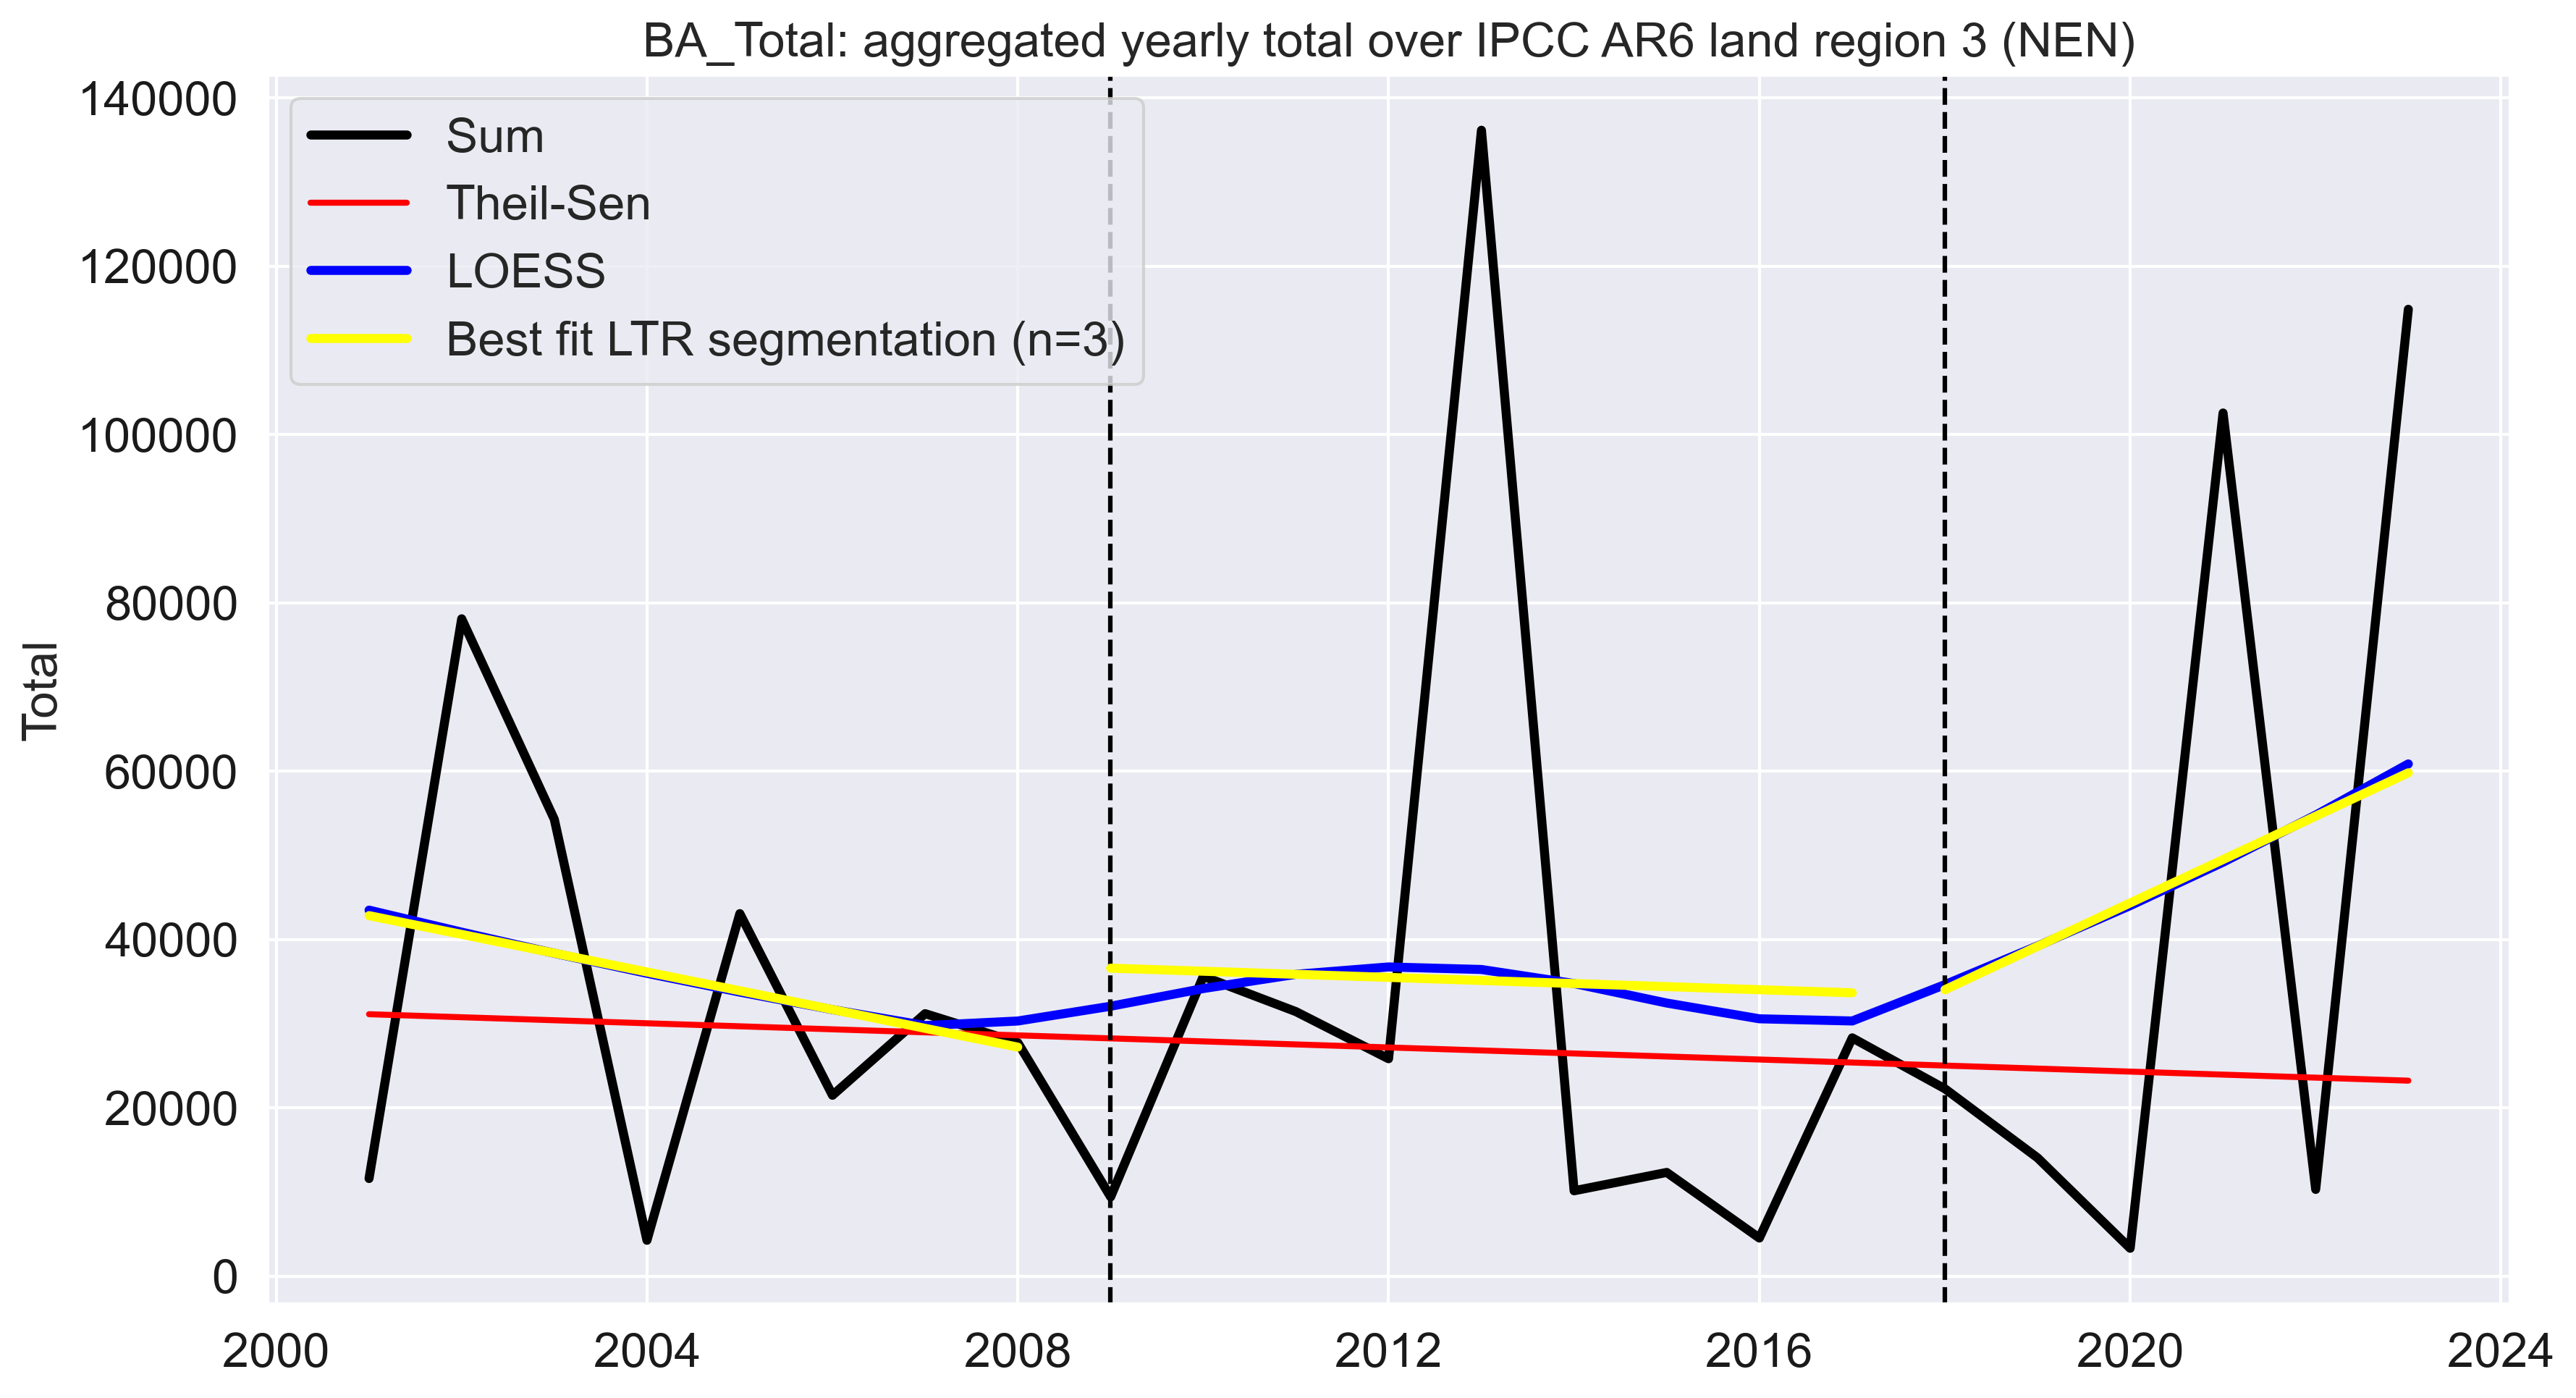 BA_Total: aggregated yearly total over IPCC AR6 land region 3 (NEN)
140000
120000
100000
80000
60000
40000
20000
0
Total
Sum
Theil-Sen
LOESS
Best fit LTR segmentation (n=3)
2000 2004 2008 2012 2016 2020 2024